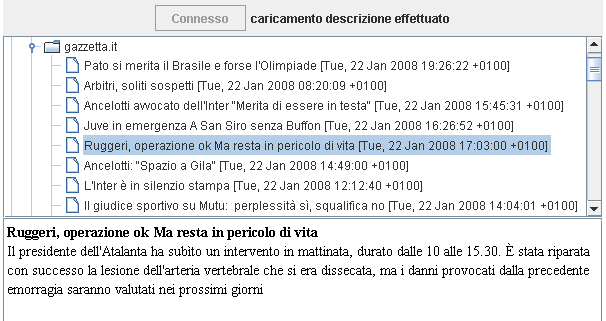 Connesso caricamento descrizione effettuato
gazzetta.it
Pato si merita il Brasile e forse l'Olimpiade [Tue, 22 Jan 2008 19:26:22 +0100]
Arbitri, soliti sospetti [Tue, 22 Jan 2008 08:20:09 +0100]
Ancelotti avvocato dell'Inter "Merita di essere in testa" [Tue, 22 Jan 2008 15:45:31 +0100]
Juve in emergenza A San Siro senza Buffon [Tue, 22 Jan 2008 16:26:52 +0100]
Ruggeri, operazione ok Ma resta in pericolo di vita [Tue, 22 Jan 2008 17:03:00 +0100]
Ancelotti: "Spazio a Gila" [Tue, 22 Jan 2008 14:49:00 +0100]
L'Inter è in silenzio stampa [Tue, 22 Jan 2008 12:12:40 +0100]
Il giudice sportivo su Mutu: perplessità sì, squalifica no [Tue, 22 Jan 2008 14:04:01 +0100]
Ruggeri, operazione ok Ma resta in pericolo di vita
Il presidente dell'Atalanta ha subìto un intervento in mattinata, durato dalle 10 alle 15.30. È stata riparata
con successo la lesione dell'arteria vertebrale che si era dissecata, ma i danni provocati dalla precedente
emorragia saranno valutati nei prossimi giorni